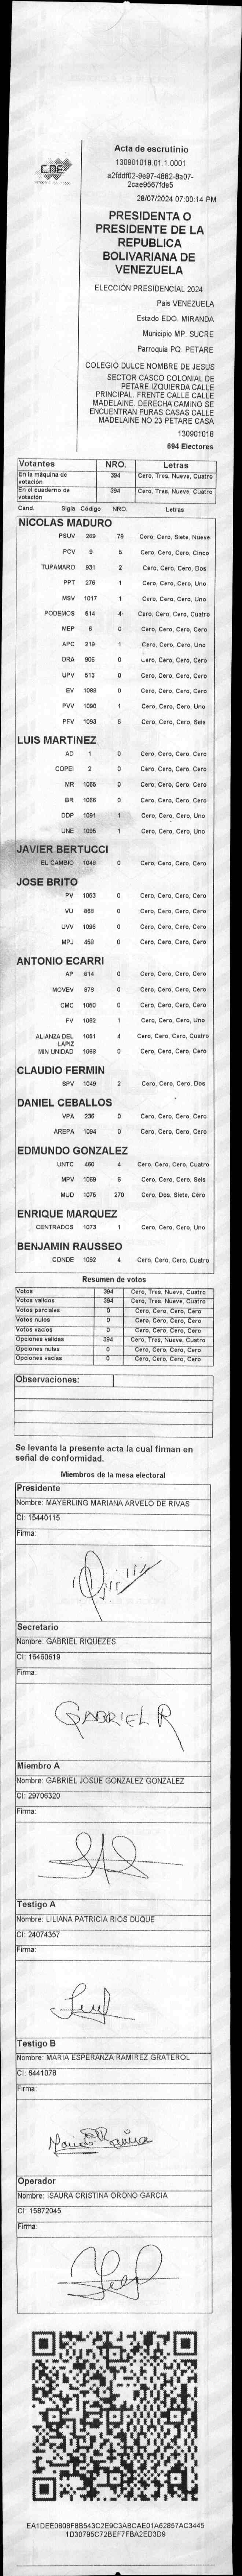 CNE
Acta de escrutinio
130901018.01.1.0001
a2fddf02-9e97-4882-8a07-
2cae9567fde5
28/07/2024 07:00:14 PM
PRESIDENTA O
PRESIDENTE DE LA
REPUBLICA
BOLIVARIANA DE
VENEZUELA
ELECCIÓN PRESIDENCIAL 2024
País VENEZUELA
Estado EDO. MIRANDA
Municipio MP. SUCRE
Parroquia PQ. PETARE
COLEGIO DULCE NOMBRE DE JESUS
SECTOR CASCO COLONIAL DE
PETARE IZQUIERDA CALLE
PRINCIPAL. FRENTE CALLE CALLE
MADELAINE. DERECHA CAMINO SE
ENCUENTRAN PURAS CASAS CALLE
MADELAINE NO 23 PETARE CASA
130901018
694 Electores
Votantes NRO. Letras
En la máquina de votación 394 Cero, Tres, Nueve, Cuatro
En el cuaderno de votación 394 Cero, Tres, Nueve, Cuatro
Cand. Sigla Código NRO. Letras
NICOLAS MADURO
PSUV 269 79 Cero, Cero, Siete, Nueve
PCV 9 5 Cero, Cero, Cero, Cinco
TUPAMARO 931 2 Cero, Cero, Cero, Dos
PPT 276 1 Cero, Cero, Cero, Uno
MSV 1017 1 Cero, Cero, Cero, Uno
PODEMOS 514 4 Cero, Cero, Cero, Cuatro
MEP 6 0 Cero, Cero, Cero, Cero
APC 219 1 Cero, Cero, Cero, Uno
ORA 906 0 Cero, Cero, Cero, Cero
UPV 513 0 Cero, Cero, Cero, Cero
EV 1089 0 Cero, Cero, Cero, Cero
PVV 1090 1 Cero, Cero, Cero, Uno
PFV 1093 6 Cero, Cero, Cero, Seis
LUIS MARTINEZ
AD 1 0 Cero, Cero, Cero, Cero
COPEI 2 0 Cero, Cero, Cero, Cero
MR 1065 0 Cero, Cero, Cero, Cero
BR 1066 0 Cero, Cero, Cero, Cero
DDP 1091 1 Cero, Cero, Cero, Uno
UNE 1095 1 Cero, Cero, Cero, Uno
JAVIER BERTUCCI
EL CAMBIO 1048 0 Cero, Cero, Cero, Cero
JOSE BRITO
PV 1053 0 Cero, Cero, Cero, Cero
VU 868 0 Cero, Cero, Cero, Cero
UVV 1096 0 Cero, Cero, Cero, Cero
MPJ 458 0 Cero, Cero, Cero, Cero
ANTONIO ECARRI
AP 814 0 Cero, Cero, Cero, Cero
MOVEV 879 0 Cero, Cero, Cero, Cero
CMC 1050 0 Cero, Cero, Cero, Cero
FV 1062 1 Cero, Cero, Cero, Uno
ALIANZA DEL LAPIZ 1051 4 Cero, Cero, Cero, Cuatro
MIN UNIDAD 1068 0 Cero, Cero, Cero, Cero
CLAUDIO FERMIN
SPV 1049 2 Cero, Cero, Cero, Dos
DANIEL CEBALLOS
VPA 236 0 Cero, Cero, Cero, Cero
AREPA 1094 0 Cero, Cero, Cero, Cero
EDMUNDO GONZALEZ
UNTC 460 4 Cero, Cero, Cero, Cuatro
MPV 1069 6 Cero, Cero, Cero, Seis
MUD 1075 270 Cero, Dos, Siete, Cero
ENRIQUE MARQUEZ
CENTRADOS 1073 1 Cero, Cero, Cero, Uno
BENJAMIN RAUSSEO
CONDE 1092 4 Cero, Cero, Cero, Cuatro
Resumen de votos
Votos 394 Cero, Tres, Nueve, Cuatro
Votos validos 394 Cero, Tres, Nueve, Cuatro
Votos parciales 0 Cero, Cero, Cero, Cero
Votos nulos 0 Cero, Cero, Cero, Cero
Votos vacios 0 Cero, Cero, Cero, Cero
Opciones validas 394 Cero, Tres, Nueve, Cuatro
Opciones nulas 0 Cero, Cero, Cero, Cero
Opciones vacias 0 Cero, Cero, Cero, Cero
Observaciones:
Se levanta la presente acta la cual firman en
señal de conformidad.
Miembros de la mesa electoral
Presidente
Nombre: MAYERLING MARIANA ARVELO DE RIVAS
CI: 15440115
Firma:
Secretario
Nombre: GABRIEL RIQUEZES
CI: 16460619
Firma:
GABRIEL R
Miembro A
Nombre: GABRIEL JOSUE GONZALEZ GONZALEZ
CI: 29706320
Firma:
Testigo A
Nombre: LILIANA PATRICIA RIOS DUQUE
CI: 24074357
Firma:
Testigo B
Nombre: MARIA ESPERANZA RAMIREZ GRATEROL
CI: 6441078
Firma:
Operador
Nombre: ISAURA CRISTINA ORONO GARCIA
CI: 15872045
Firma:
EA1DEE0808F8B543C2E9C3ABCAE01A62857AC3445
1D30795C72BEF7FBA2ED3D9